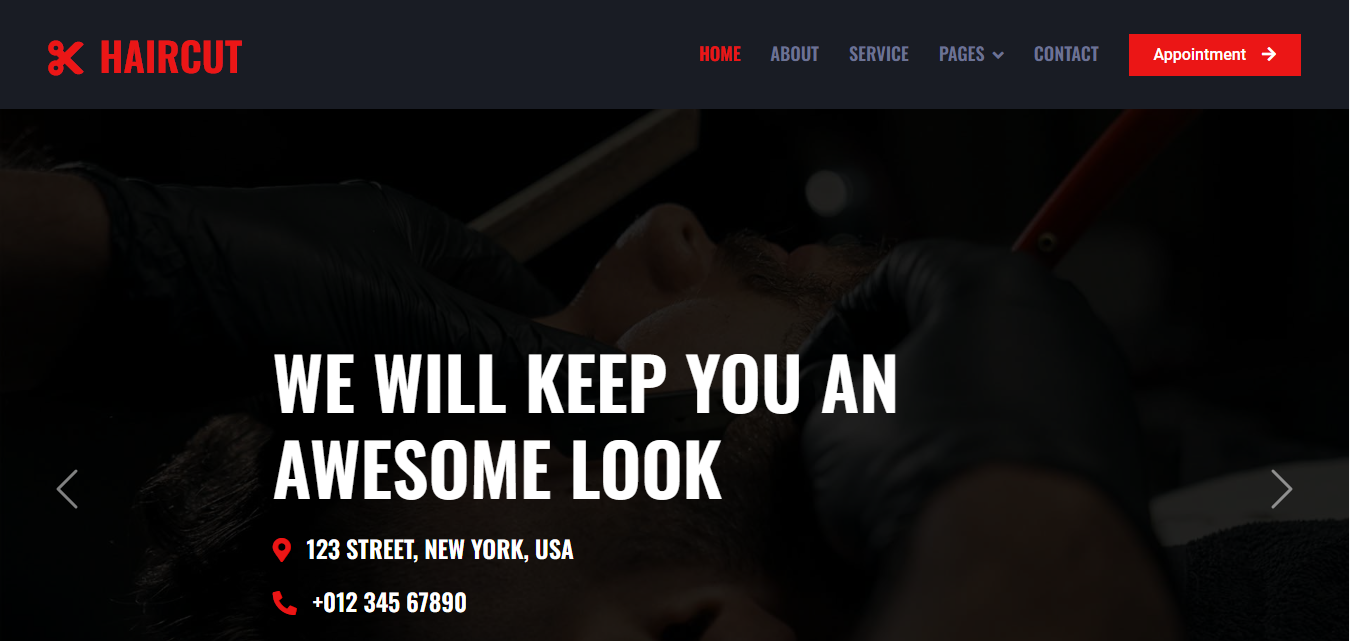 HAIRCUT
HOME ABOUT SERVICE PAGES CONTACT Appointment
WE WILL KEEP YOU AN
AWESOME LOOK
123 STREET, NEW YORK, USA
+012 345 67890